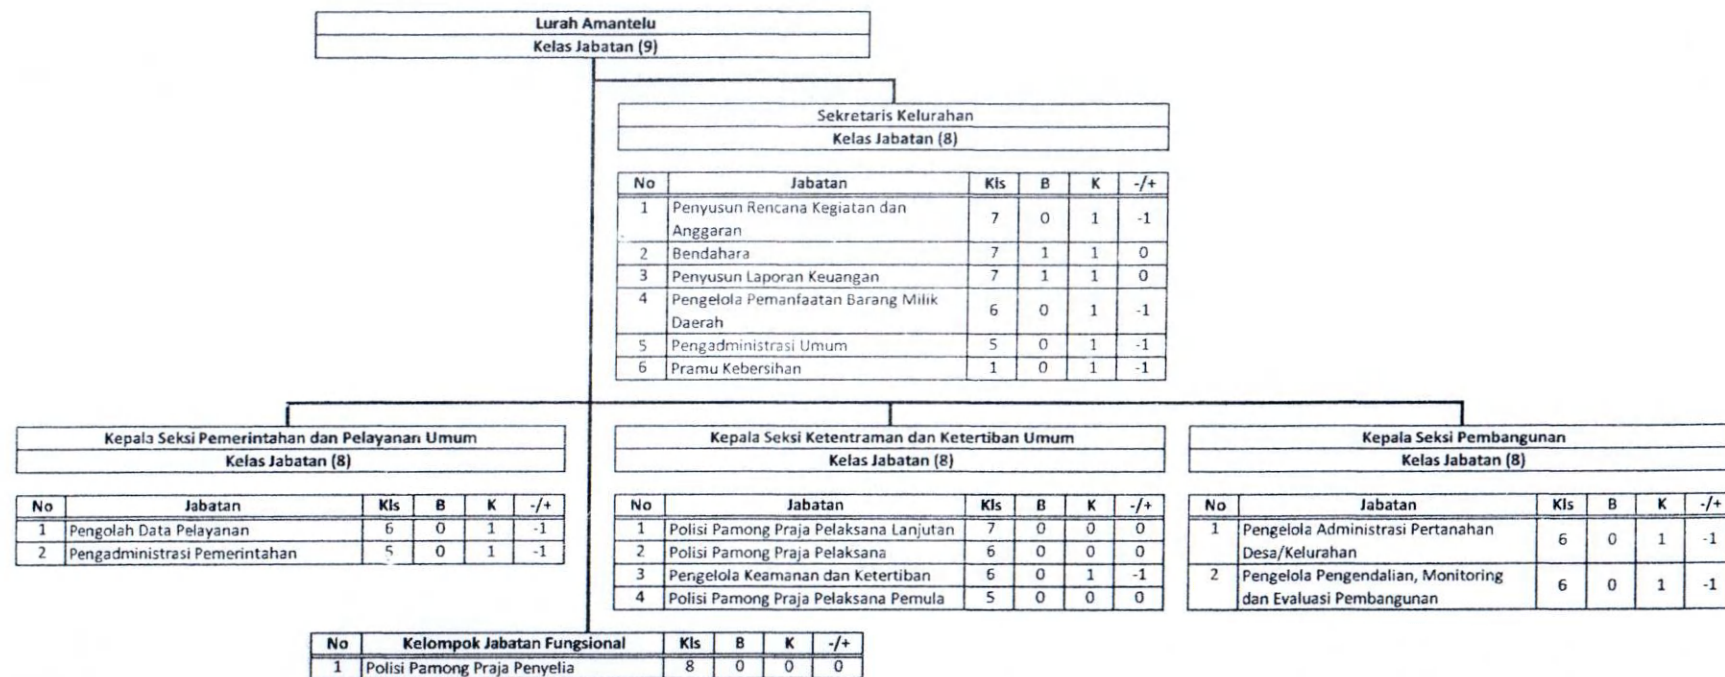 Lurah Amantelu
Kelas Jabatan (9)
Sekretaris Kelurahan
Kelas Jabatan (8)
No Jabatan Kls B K -/+
1 Penyusun Rencana Kegiatan dan
Anggaran 7 0 1 -1
2 Bendahara 7 1 1 0
3 Penyusun Laporan Keuangan 7 1 1 0
4 Pengelola Pemanfaatan Barang Milik
Daerah 6 0 1 -1
5 Pengadministrasi Umum 5 0 1 -1
6 Pramu Kebersihan 1 0 1 -1
Kepala Seksi Pemerintahan dan Pelayanan Umum
Kelas Jabatan (8)
No Jabatan Kls B K -/+
1 Pengolah Data Pelayanan 6 0 1 -1
2 Pengadministrasi Pemerintahan 5 0 1 -1
Kepala Seksi Ketentraman dan Ketertiban Umum
Kelas Jabatan (8)
No Jabatan Kls B K -/+
1 Polisi Pamong Praja Pelaksana Lanjutan 7 0 0 0
2 Polisi Pamong Praja Pelaksana 6 0 0 0
3 Pengelola Keamanan dan Ketertiban 6 0 1 -1
4 Polisi Pamong Praja Pelaksana Pemula 5 0 0 0
Kepala Seksi Pembangunan
Kelas Jabatan (8)
No Jabatan Kls B K -/+
1 Pengelola Administrasi Pertanahan
Desa/Kelurahan 6 0 1 -1
2 Pengelola Pengendalian, Monitoring
dan Evaluasi Pembangunan 6 0 1 -1
No Kelompok Jabatan Fungsional Kls B K -/+
1 Polisi Pamong Praja Penyelia 8 0 0 0